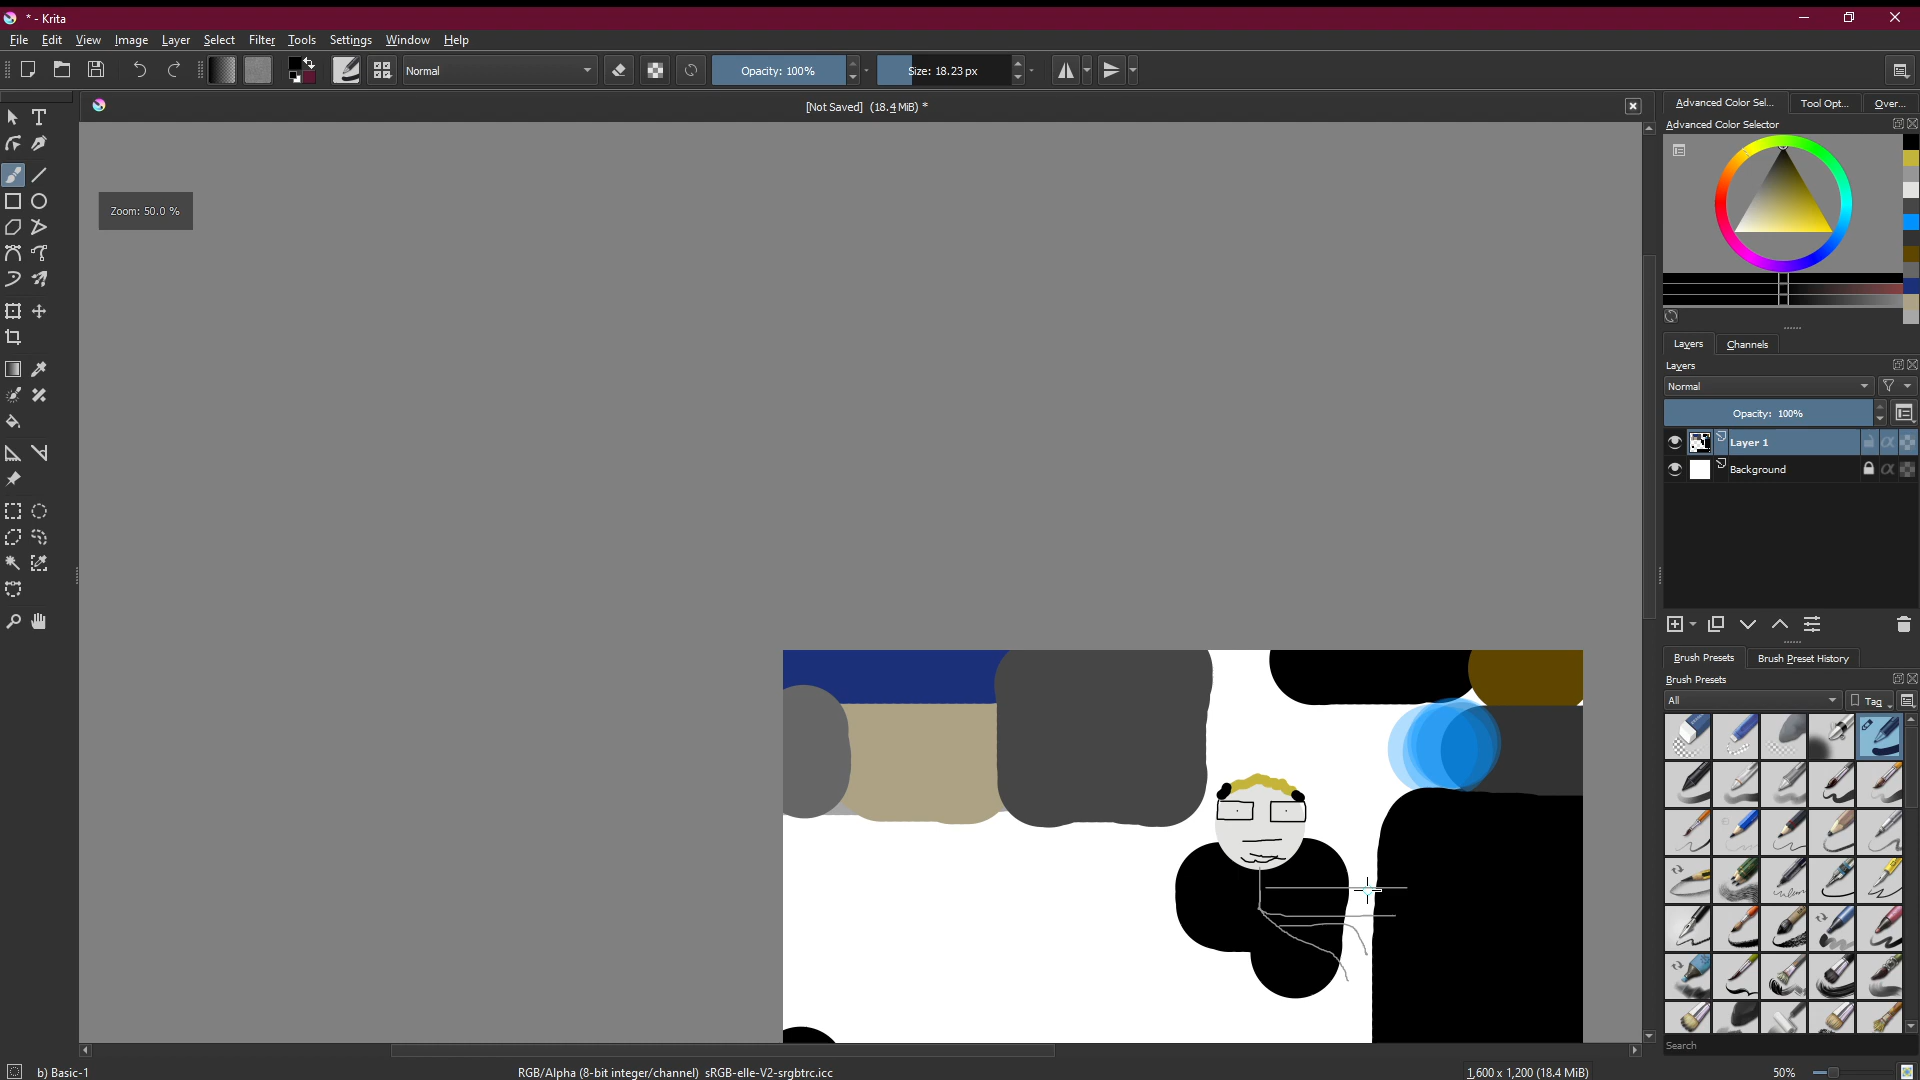 * - Krita
File Edit View Image Layer Select Filter Tools Settings Window Help
Normal Opacity: 100% Size: 18.23 px
[Not Saved] (18.4 MiB) *
Zoom: 50.0 %
Advanced Color Sel... Tool Opt... Over...
Advanced Color Selector
Layers Channels
Layers
Normal
Opacity: 100%
Layer 1
Background
Brush Presets Brush Preset History
Brush Presets
All Tag
Search
b) Basic-1 RGB/Alpha (8-bit integer/channel) sRGB-elle-V2-srgbtrc.icc 1,600 x 1,200 (18.4 MiB) 50%